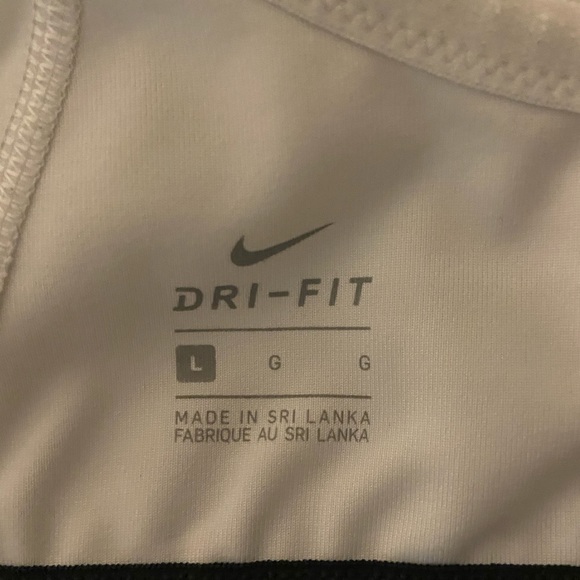 DRI-FIT
L G G
MADE IN SRI LANKA
FABRIQUE AU SRI LANKA